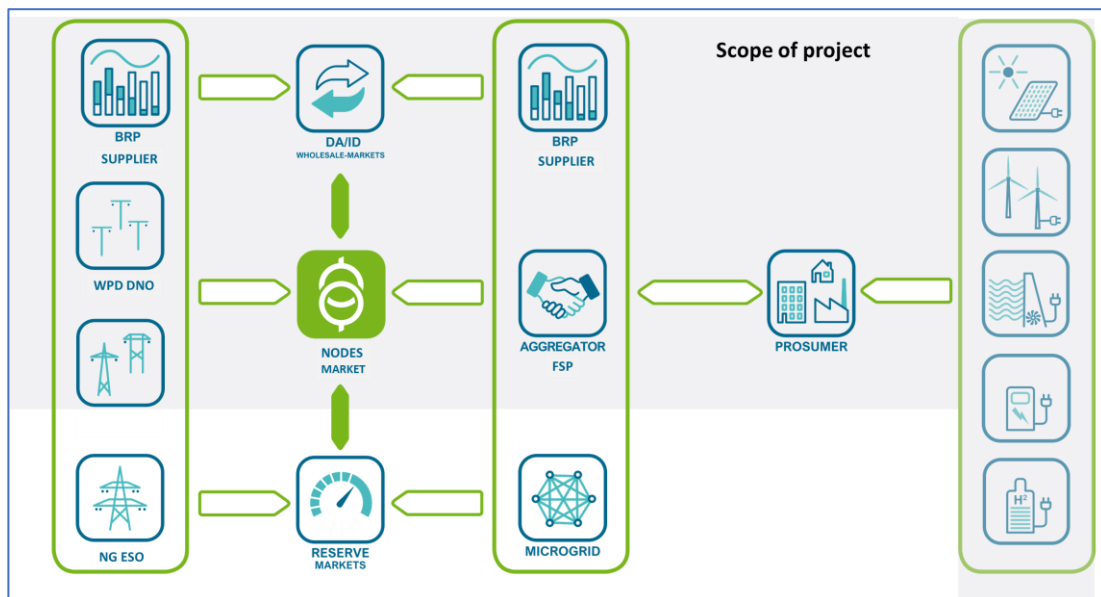 Scope of project
BRP
SUPPLIER
DA/ID
WHOLESALE-MARKETS
BRP
SUPPLIER
WPD DNO
NODES
MARKET
AGGREGATOR
FSP
PROSUMER
H²
NG ESO
RESERVE
MARKETS
MICROGRID